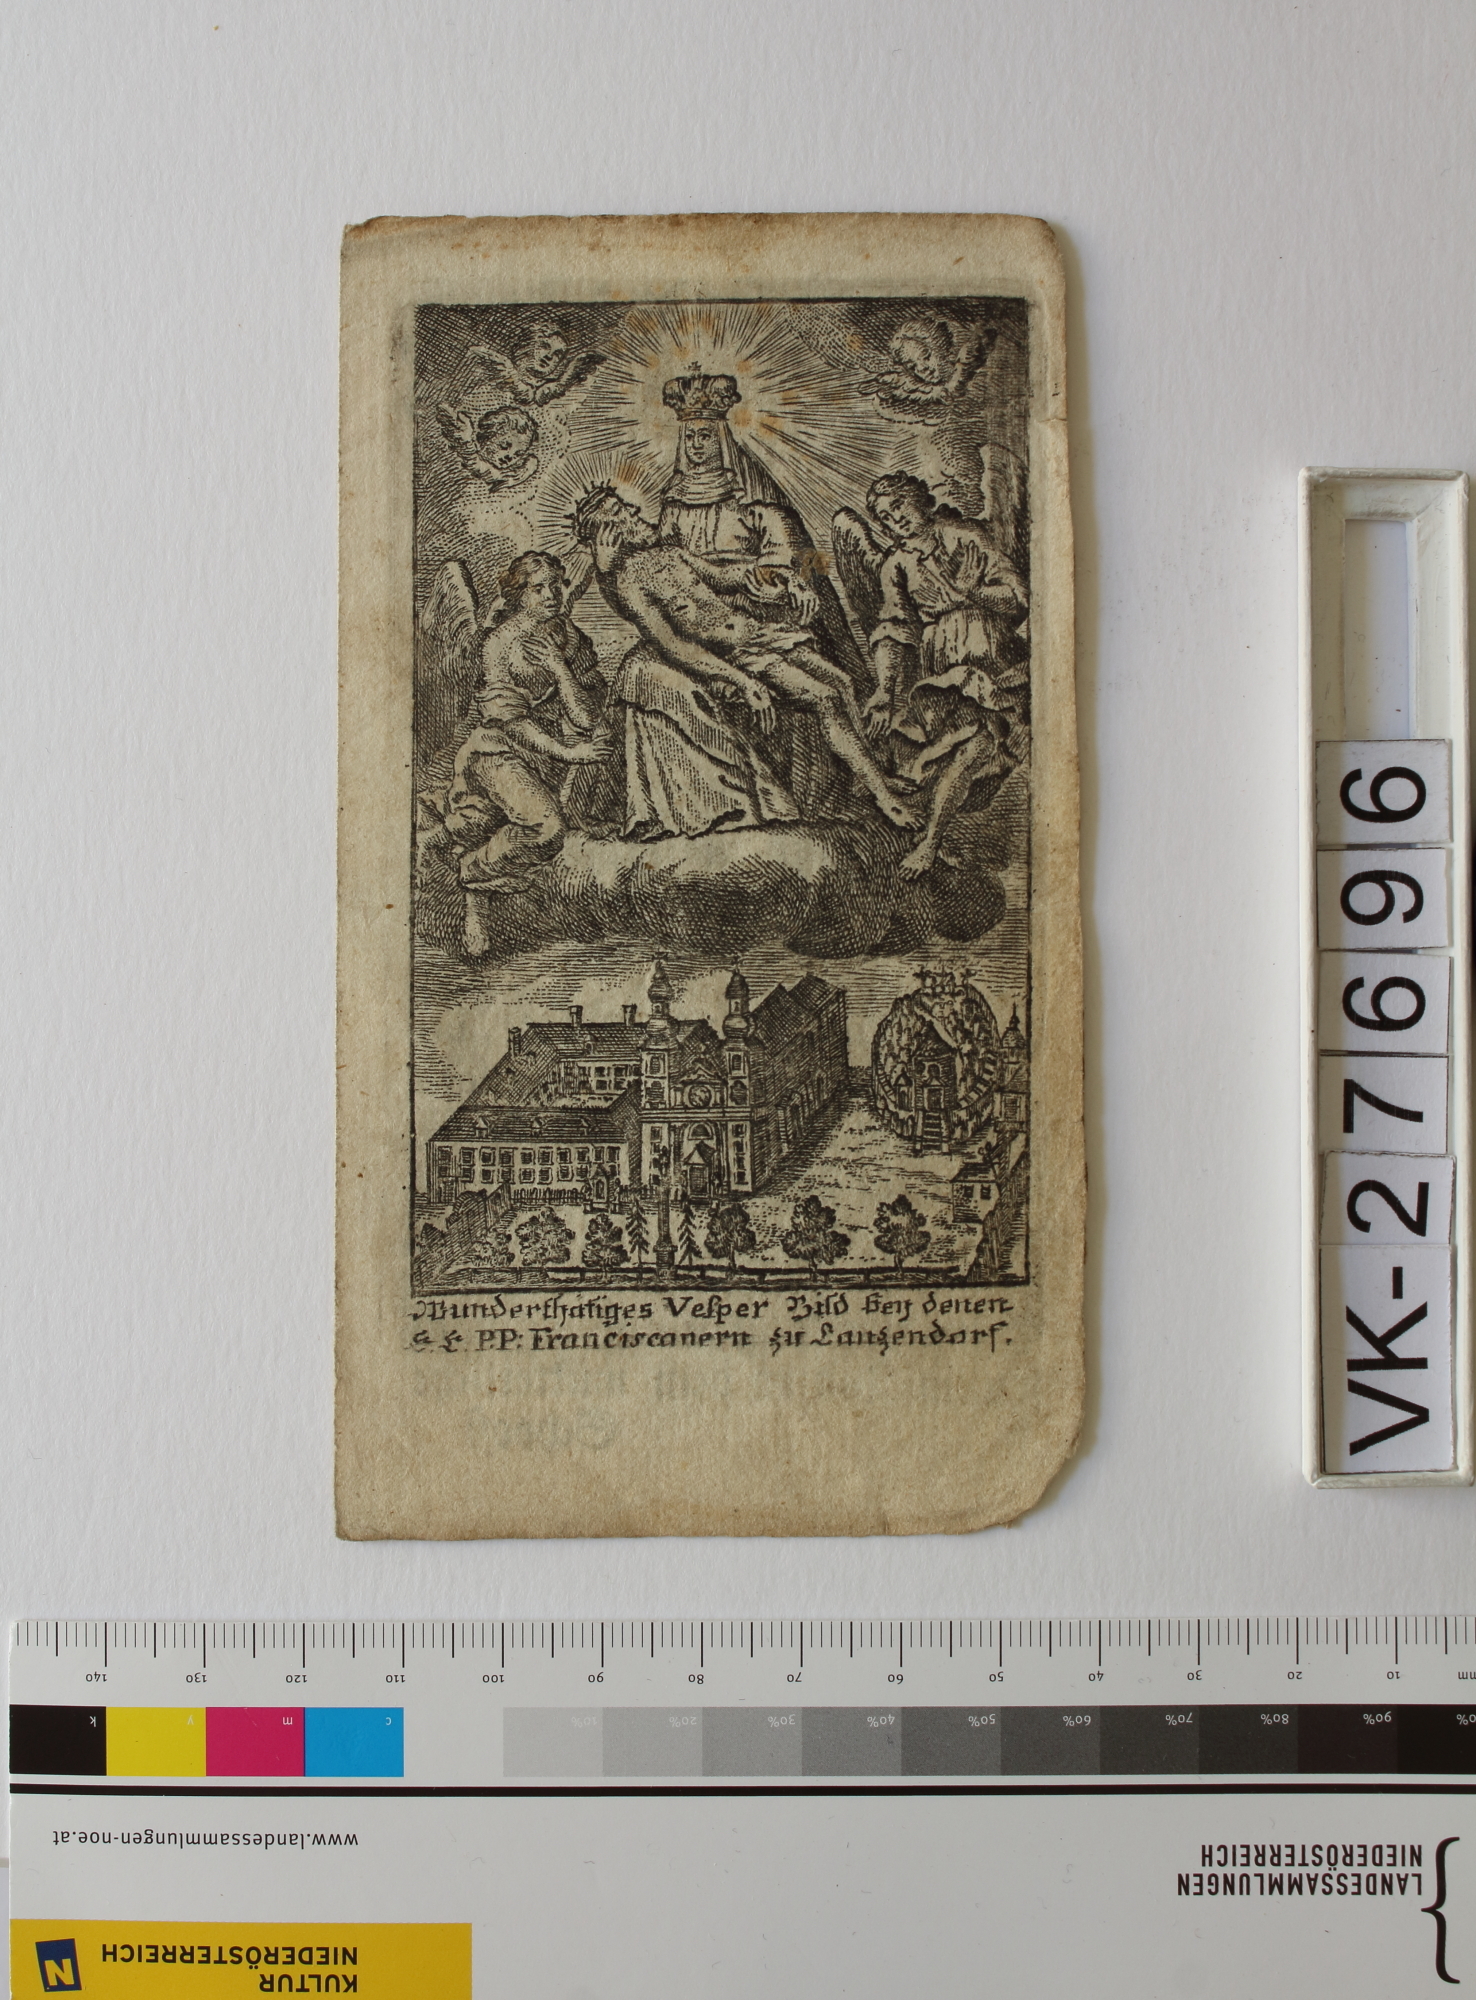 Wunderthätiges Vesper Bild bey denen
E. E. P.P: Franciscanern zu Lanzendorf.
VK-27696
140 130 120 110 100 90 80 70 60 50 40 30 20 10 mm
k y m c 10% 20% 30% 40% 50% 60% 70% 80% 90%
www.landessammlungen-noe.at
LANDESSAMMLUNGEN
NIEDERÖSTERREICH
KULTUR
NIEDERÖSTERREICH
N